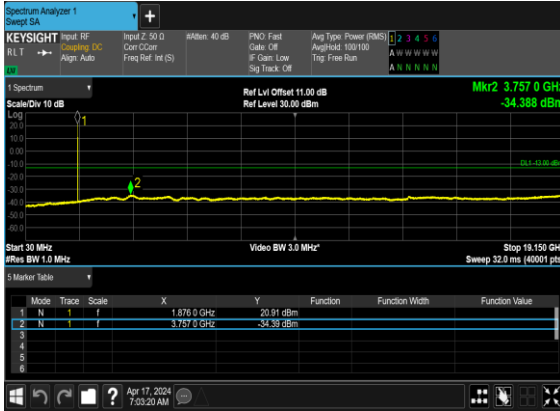 Spectrum Analyzer 1
Swept SA
+
KEYSIGHT Input: RF Input Z: 50 Ω #Atten: 40 dB PNO: Fast Avg Type: Power (RMS) 1 2 3 4 5 6
RLT Coupling: DC Corr CCorr Gate: Off Avg|Hold: 100/100 A W W W W W
Align: Auto Freq Ref: Int (S) IF Gain: Low Trig: Free Run
Sig Track: Off A N N N N N
1 Spectrum Ref Lvl Offset 11.00 dB Mkr2 3.757 0 GHz
Scale/Div 10 dB Ref Level 30.00 dBm -34.388 dBm
Log
20.0
10.0
0.00
-10.0
-20.0
-30.0
-40.0
-50.0
-60.0
1
2
DL1 -13.00 dB
Start 30 MHz Video BW 3.0 MHz* Stop 19.150 GH
#Res BW 1.0 MHz Sweep 32.0 ms (40001 pts
5 Marker Table
Mode Trace Scale X Y Function Function Width Function Value
1 N 1 f 1.876 0 GHz 20.91 dBm
2 N 1 f 3.757 0 GHz -34.39 dBm
3
4
5
6
? Apr 17, 2024
7:03:20 AM